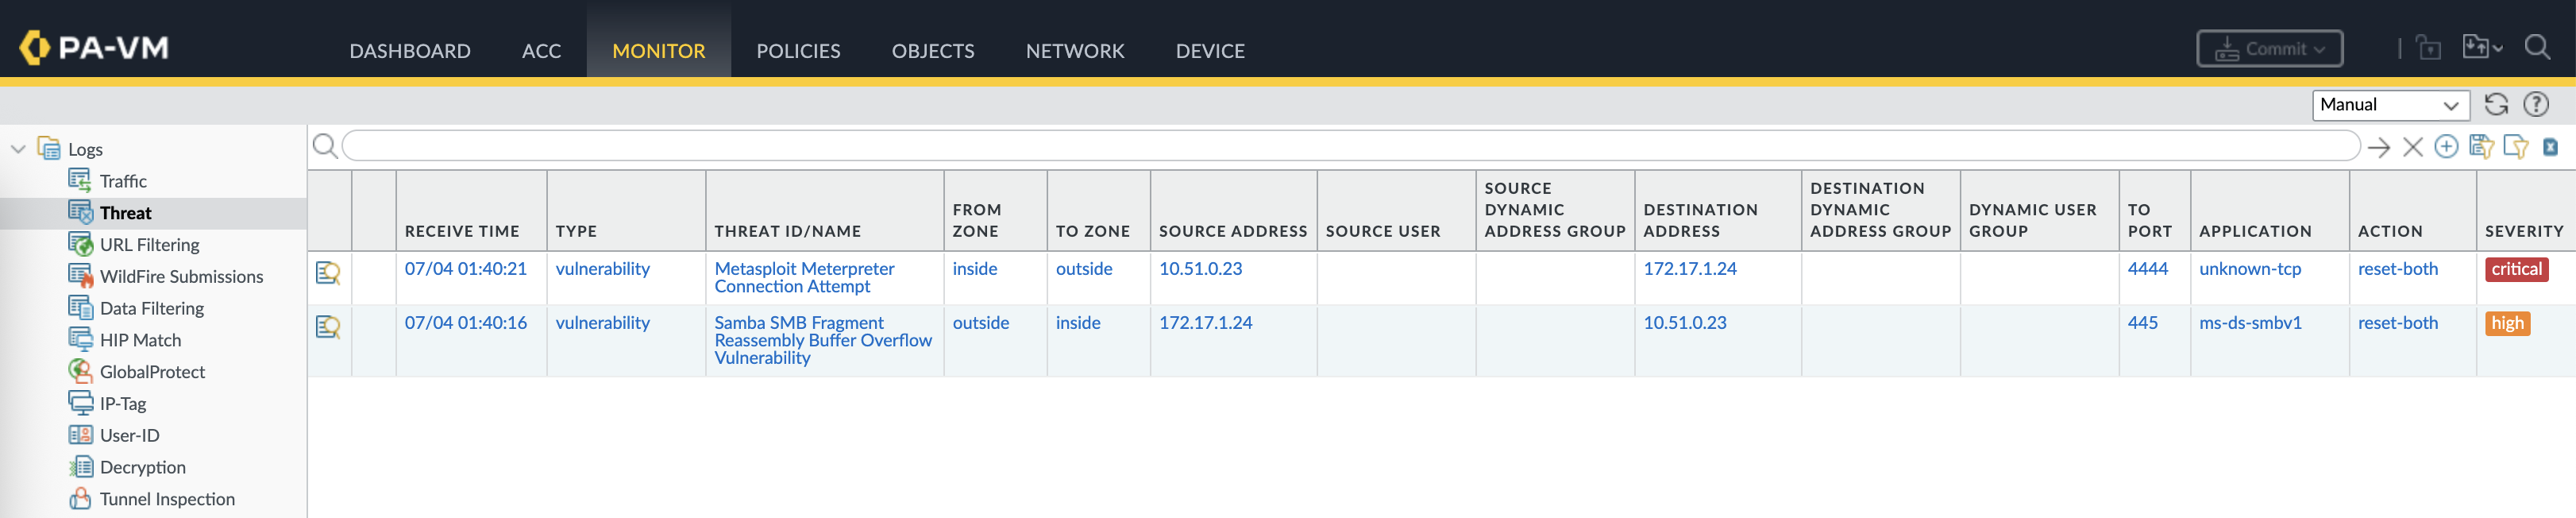 PA-VM
DASHBOARD ACC MONITOR POLICIES OBJECTS NETWORK DEVICE
Commit
Manual
Logs
Traffic
Threat
URL Filtering
WildFire Submissions
Data Filtering
HIP Match
GlobalProtect
IP-Tag
User-ID
Decryption
Tunnel Inspection
RECEIVE TIME
TYPE
THREAT ID/NAME
FROM
ZONE
TO ZONE
SOURCE ADDRESS
SOURCE USER
SOURCE
DYNAMIC
ADDRESS GROUP
DESTINATION
ADDRESS
DESTINATION
DYNAMIC
ADDRESS GROUP
DYNAMIC USER
GROUP
TO
PORT
APPLICATION
ACTION
SEVERITY
07/04 01:40:21
vulnerability
Metasploit Meterpreter
Connection Attempt
inside
outside
10.51.0.23
172.17.1.24
4444
unknown-tcp
reset-both
critical
07/04 01:40:16
vulnerability
Samba SMB Fragment
Reassembly Buffer Overflow
Vulnerability
outside
inside
172.17.1.24
10.51.0.23
445
ms-ds-smbv1
reset-both
high